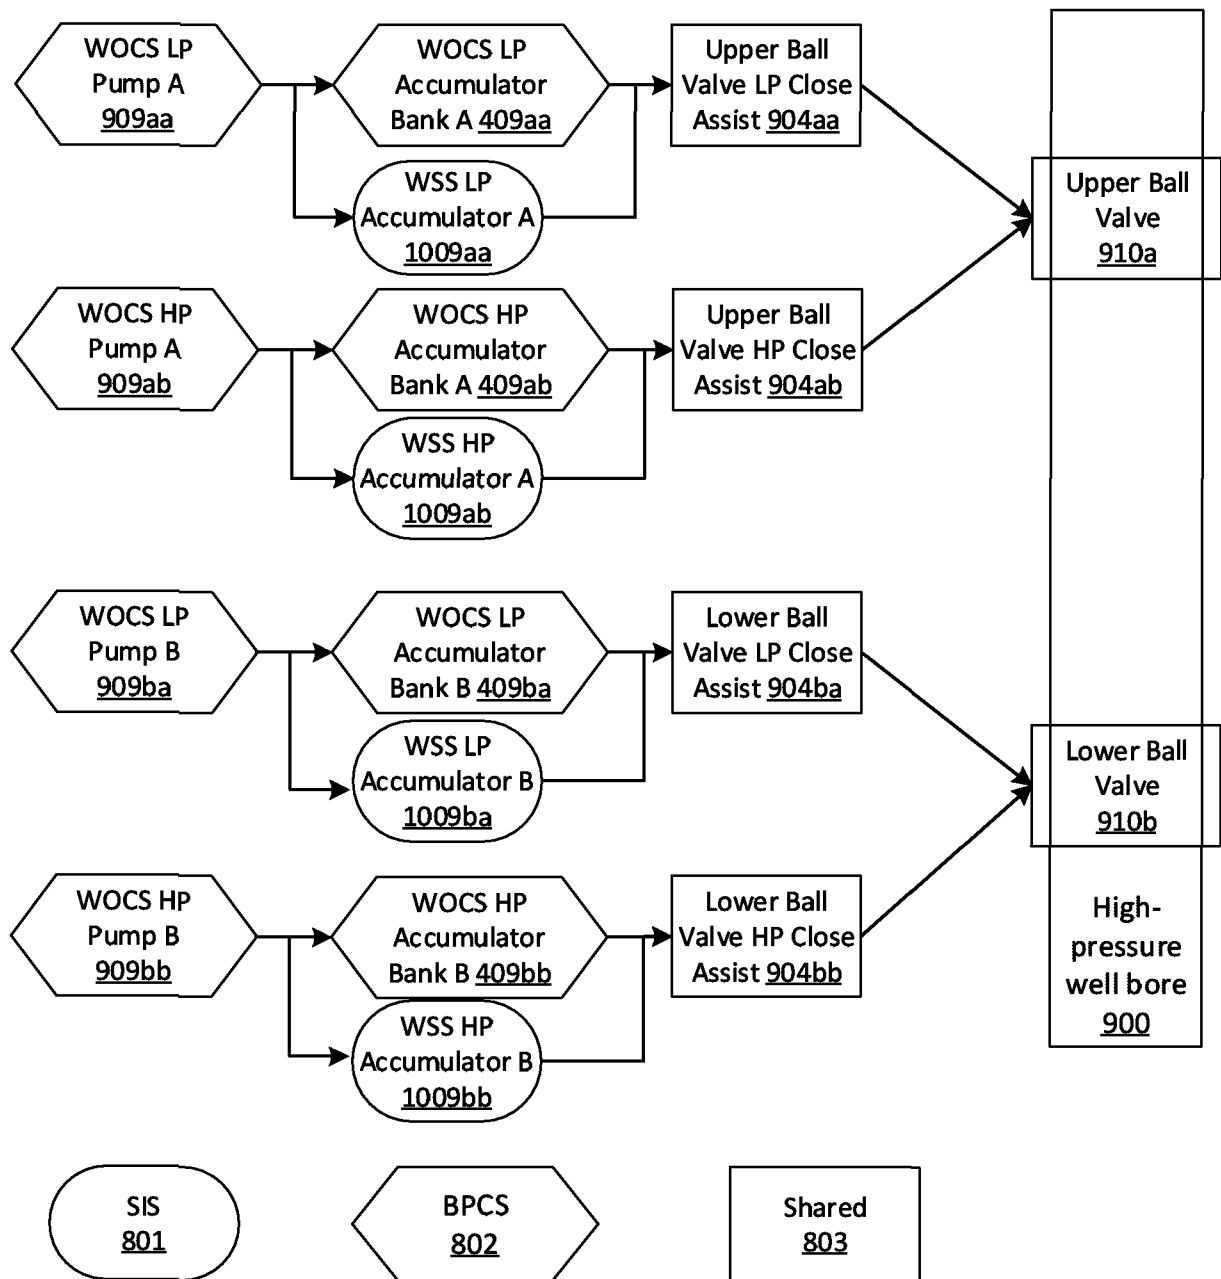 WOCS LP
Pump A
909aa
WOCS LP
Accumulator
Bank A 409aa
Upper Ball
Valve LP Close
Assist 904aa
WSS LP
Accumulator A
1009aa
Upper Ball
Valve
910a
WOCS HP
Pump A
909ab
WOCS HP
Accumulator
Bank A 409ab
Upper Ball
Valve HP Close
Assist 904ab
WSS HP
Accumulator A
1009ab
WOCS LP
Pump B
909ba
WOCS LP
Accumulator
Bank B 409ba
Lower Ball
Valve LP Close
Assist 904ba
WSS LP
Accumulator B
1009ba
Lower Ball
Valve
910b
WOCS HP
Pump B
909bb
WOCS HP
Accumulator
Bank B 409bb
Lower Ball
Valve HP Close
Assist 904bb
WSS HP
Accumulator B
1009bb
High-
pressure
well bore
900
SIS
801
BPCS
802
Shared
803